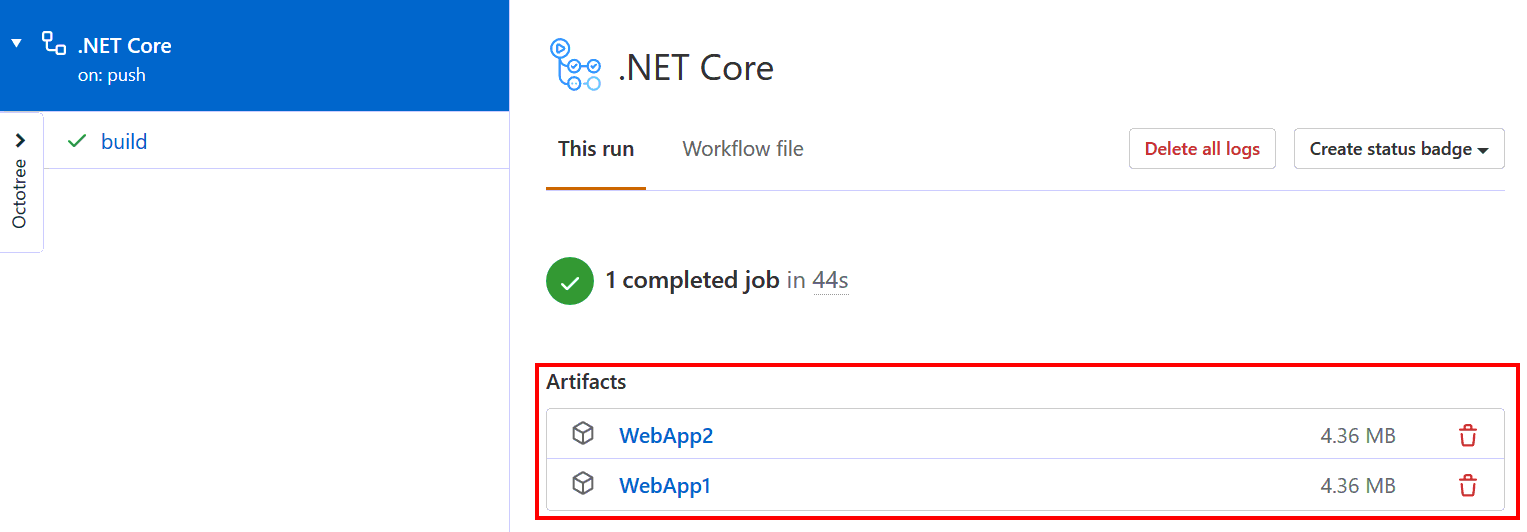 .NET Core
on: push
build
Octotree
.NET Core
This run
Workflow file
Delete all logs
Create status badge
1 completed job in 44s
Artifacts
WebApp2
4.36 MB
WebApp1
4.36 MB